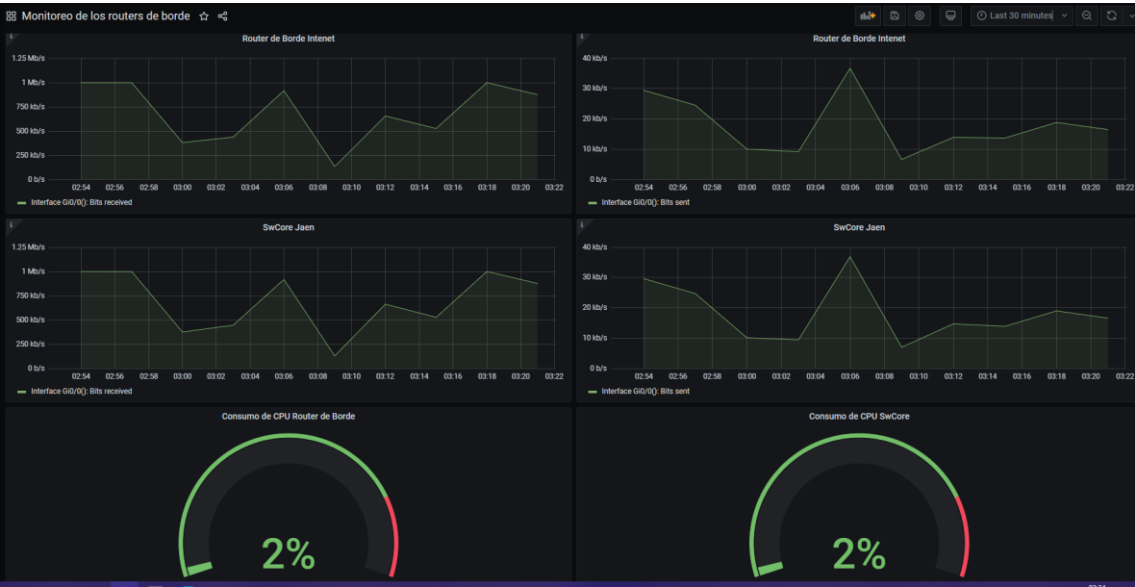 Monitoreo de los routers de borde
Last 30 minutes
Router de Borde Intenet
1.25 Mb/s
1 Mb/s
750 kb/s
500 kb/s
250 kb/s
0 b/s
02:54 02:56 02:58 03:00 03:02 03:04 03:06 03:08 03:10 03:12 03:14 03:16 03:18 03:20 03:22
Interface Gi0/0(): Bits received
Router de Borde Intenet
40 kb/s
30 kb/s
20 kb/s
10 kb/s
0 b/s
02:54 02:56 02:58 03:00 03:02 03:04 03:06 03:08 03:10 03:12 03:14 03:16 03:18 03:20 03:22
Interface Gi0/0(): Bits sent
SwCore Jaen
1.25 Mb/s
1 Mb/s
750 kb/s
500 kb/s
250 kb/s
0 b/s
02:54 02:56 02:58 03:00 03:02 03:04 03:06 03:08 03:10 03:12 03:14 03:16 03:18 03:20 03:22
Interface Gi0/0(): Bits received
SwCore Jaen
40 kb/s
30 kb/s
20 kb/s
10 kb/s
0 b/s
02:54 02:56 02:58 03:00 03:02 03:04 03:06 03:08 03:10 03:12 03:14 03:16 03:18 03:20 03:22
Interface Gi0/0(): Bits sent
Consumo de CPU Router de Borde
2%
Consumo de CPU SwCore
2%